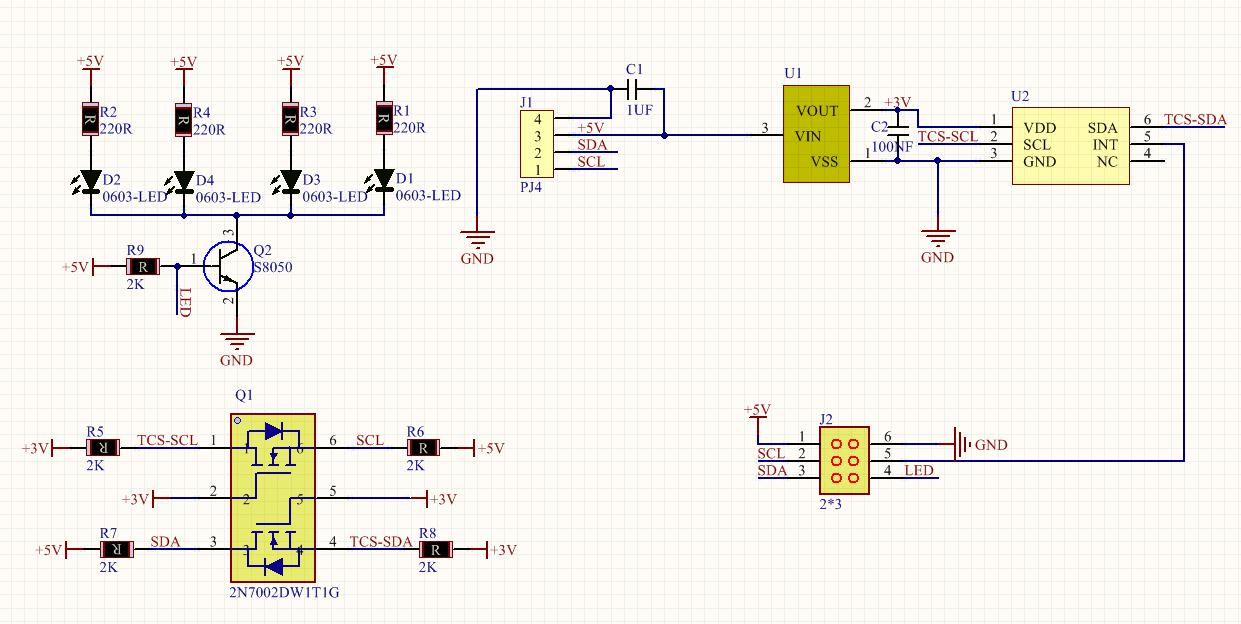 +5V +5V +5V +5V
R2 R4 R3 R1
R R R R
220R 220R 220R 220R
D2 D4 D3 D1
0603-LED 0603-LED 0603-LED 0603-LED
R9
+5V R 1
2K
LED
3
Q2
S8050
2
GND
C1
1UF
J1
4
3 +5V
2 SDA
1 SCL
PJ4
GND
U1
VOUT 2 +3V
3 VIN
VSS 1
C2
100NF
GND
U2
1 VDD SDA 6 TCS-SDA
TCS-SCL 2 SCL INT 5
3 GND NC 4
Q1
R5 R6
+3V R TCS-SCL 1 1 6 6 SCL R +5V
2K 2K
+3V 2 2 5 5 +3V
R7 R8
+5V R SDA 3 3 4 4 TCS-SDA R +3V
2K 2K
2N7002DW1T1G
+5V
J2
1 6 GND
SCL 2 5
SDA 3 4 LED
2*3